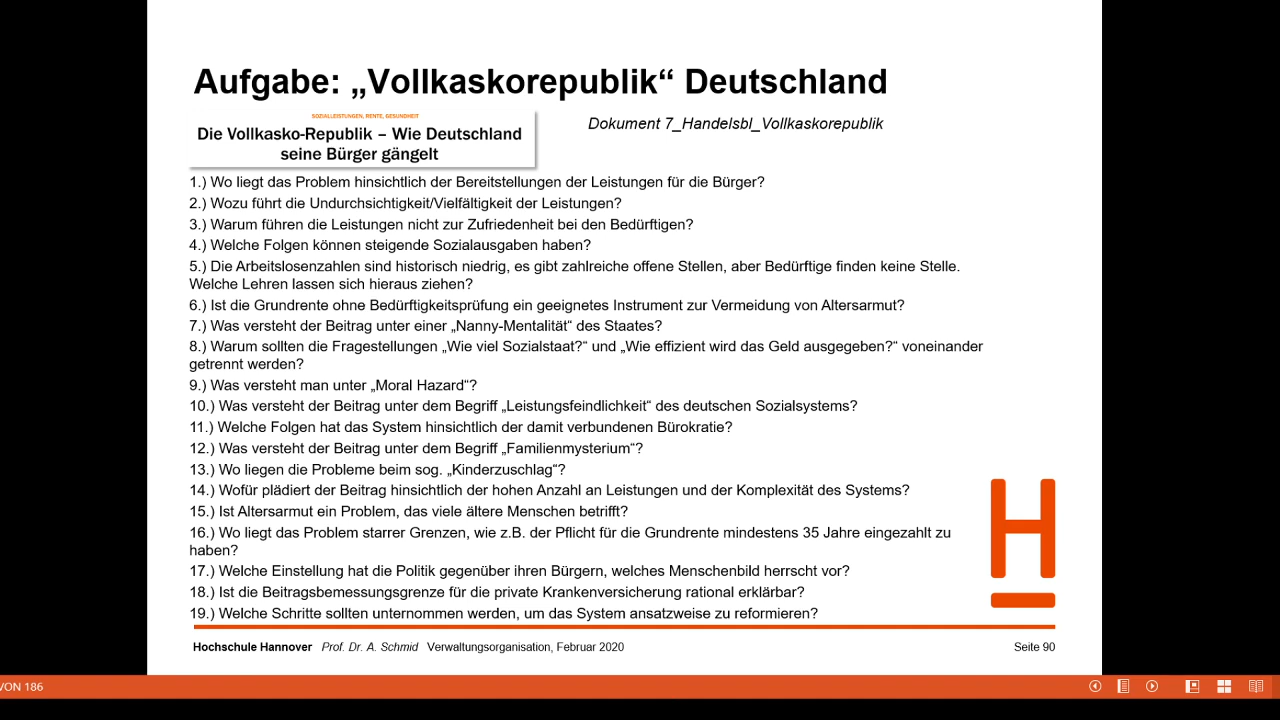 Aufgabe: „Vollkaskorepublik“ Deutschland
SOZIALLEISTUNGEN, RENTE, GESUNDHEIT
Die Vollkasko-Republik – Wie Deutschland
seine Bürger gängelt
Dokument 7_Handelsbl_Vollkaskorepublik
1.) Wo liegt das Problem hinsichtlich der Bereitstellungen der Leistungen für die Bürger?
2.) Wozu führt die Undurchsichtigkeit/Vielfältigkeit der Leistungen?
3.) Warum führen die Leistungen nicht zur Zufriedenheit bei den Bedürftigen?
4.) Welche Folgen können steigende Sozialausgaben haben?
5.) Die Arbeitslosenzahlen sind historisch niedrig, es gibt zahlreiche offene Stellen, aber Bedürftige finden keine Stelle.
Welche Lehren lassen sich hieraus ziehen?
6.) Ist die Grundrente ohne Bedürftigkeitsprüfung ein geeignetes Instrument zur Vermeidung von Altersarmut?
7.) Was versteht der Beitrag unter einer „Nanny-Mentalität“ des Staates?
8.) Warum sollten die Fragestellungen „Wie viel Sozialstaat?“ und „Wie effizient wird das Geld ausgegeben?“ voneinander
getrennt werden?
9.) Was versteht man unter „Moral Hazard“?
10.) Was versteht der Beitrag unter dem Begriff „Leistungsfeindlichkeit“ des deutschen Sozialsystems?
11.) Welche Folgen hat das System hinsichtlich der damit verbundenen Bürokratie?
12.) Was versteht der Beitrag unter dem Begriff „Familienmysterium“?
13.) Wo liegen die Probleme beim sog. „Kinderzuschlag“?
14.) Wofür plädiert der Beitrag hinsichtlich der hohen Anzahl an Leistungen und der Komplexität des Systems?
15.) Ist Altersarmut ein Problem, das viele ältere Menschen betrifft?
16.) Wo liegt das Problem starrer Grenzen, wie z.B. der Pflicht für die Grundrente mindestens 35 Jahre eingezahlt zu
haben?
17.) Welche Einstellung hat die Politik gegenüber ihren Bürgern, welches Menschenbild herrscht vor?
18.) Ist die Beitragsbemessungsgrenze für die private Krankenversicherung rational erklärbar?
19.) Welche Schritte sollten unternommen werden, um das System ansatzweise zu reformieren?
H
Hochschule Hannover Prof. Dr. A. Schmid Verwaltungsorganisation, Februar 2020
Seite 90
VON 186